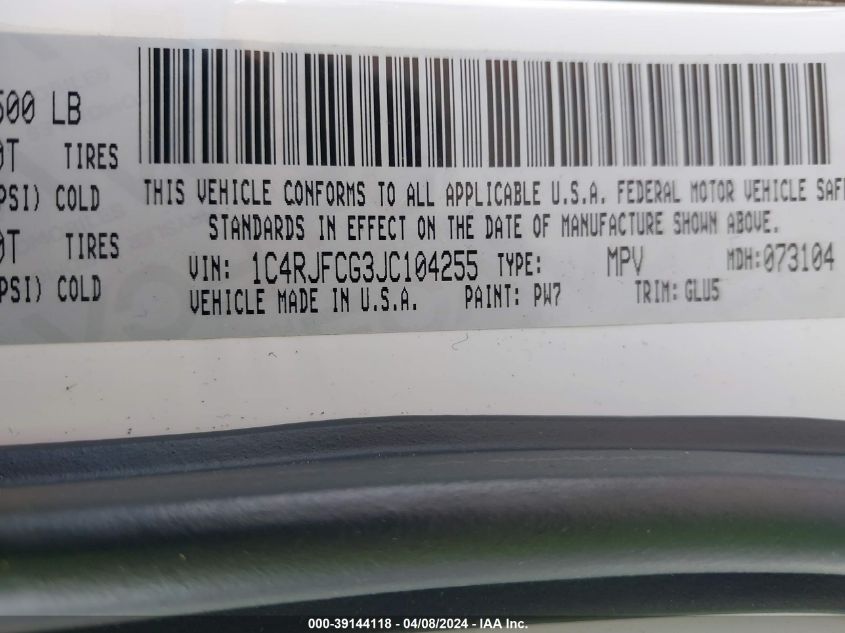 500 LB
TIRES
PSI) COLD
THIS VEHICLE CONFORMS TO ALL APPLICABLE U.S.A. FEDERAL MOTOR VEHICLE
STANDARDS IN EFFECT ON THE DATE OF MANUFACTURE SHOWN ABOVE.
TIRES
VIN: 1C4RJFCG3JC104255 TYPE: MPV MDH:073104
PSI) COLD
VEHICLE MADE IN U.S.A. PAINT: PW7 TRIM: GLU5
000-39144118 - 04/08/2024 - IAA Inc.